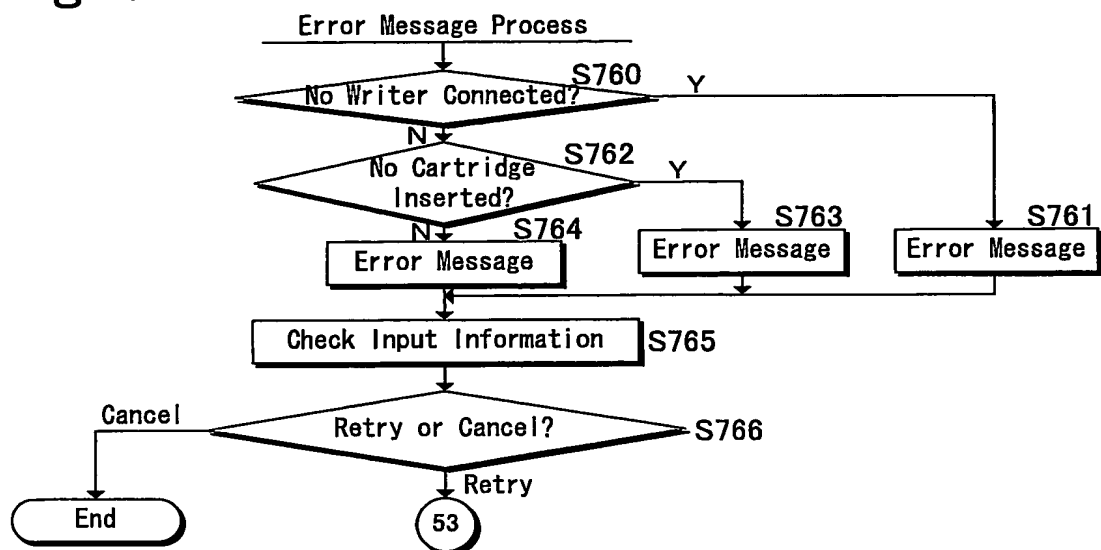 Error Message Process
S760
No Writer Connected?
Y
N
S762
No Cartridge
Inserted?
Y
N
S764
S763
S761
Error Message
Error Message
Error Message
Check Input Information
S765
Cancel
Retry or Cancel?
S766
Retry
End
53